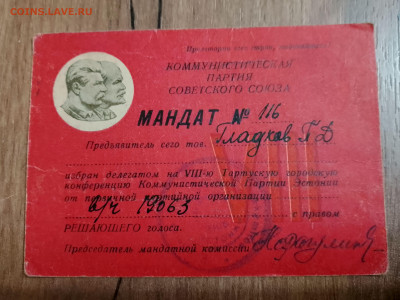 COINS.LAVE.RU
Пролетарии всех стран, соединяйтесь!
КОММУНИСТИЧЕСКАЯ
ПАРТИЯ
СОВЕТСКОГО СОЮЗА
МАНДАТ № 116
Предъявитель сего тов. Гладков Г Д
избран делегатом на VIII-ю Тартускую городскую
конференцию Коммунистической Партии Эстонии
от первичной партийной организации
в/ч 19063
с правом
РЕШАЮЩЕГО голоса.
Председатель мандатной комиссии